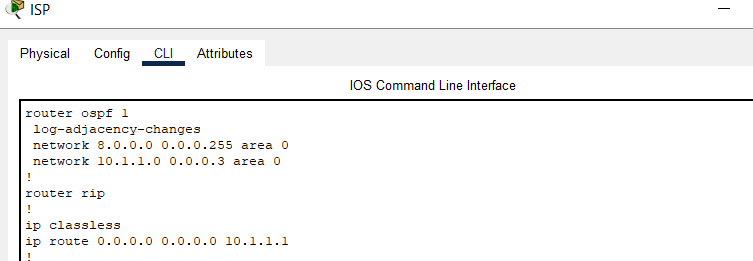 ISP
Physical Config CLI Attributes
IOS Command Line Interface
router ospf 1
log-adjacency-changes
network 8.0.0.0 0.0.0.255 area 0
network 10.1.1.0 0.0.0.3 area 0
!
router rip
!
ip classless
ip route 0.0.0.0 0.0.0.0 10.1.1.1
!